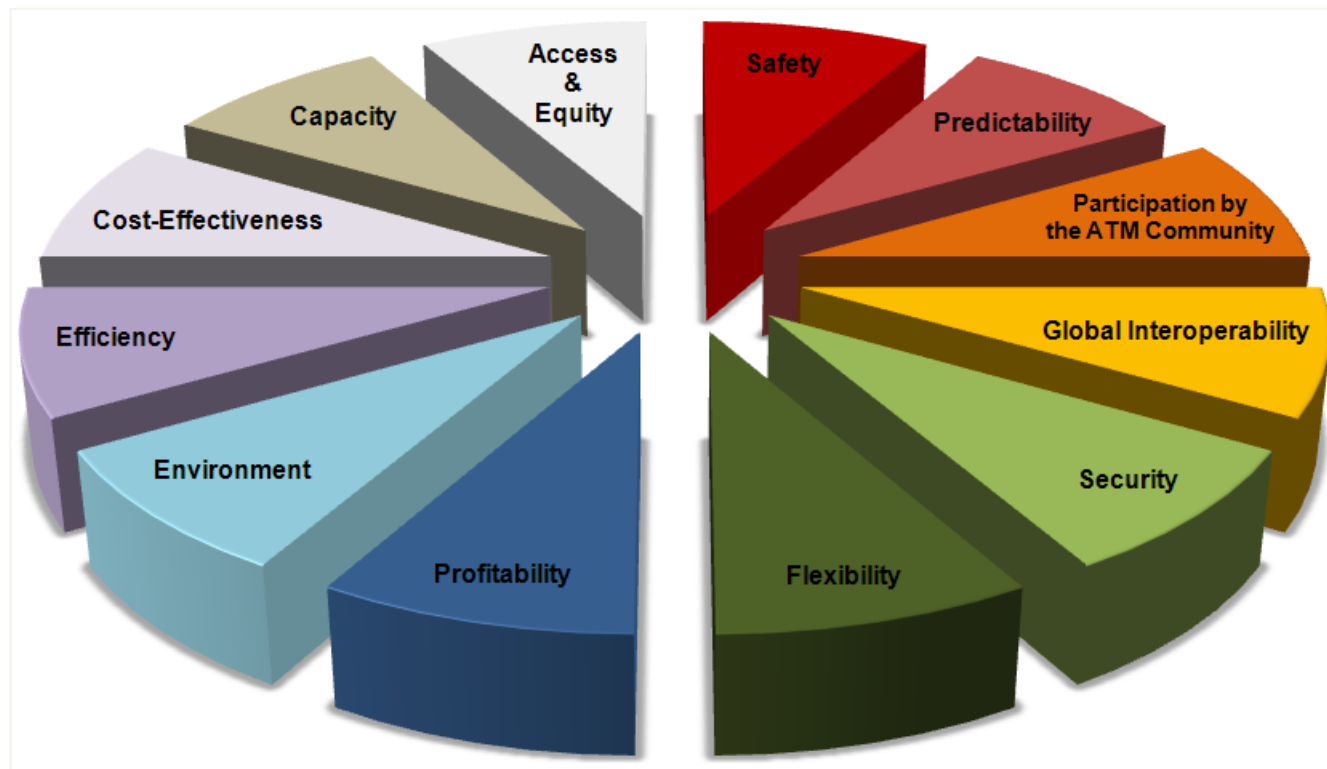 Access
&
Equity
Safety
Predictability
Participation by
the ATM Community
Global Interoperability
Security
Flexibility
Profitability
Environment
Efficiency
Cost-Effectiveness
Capacity